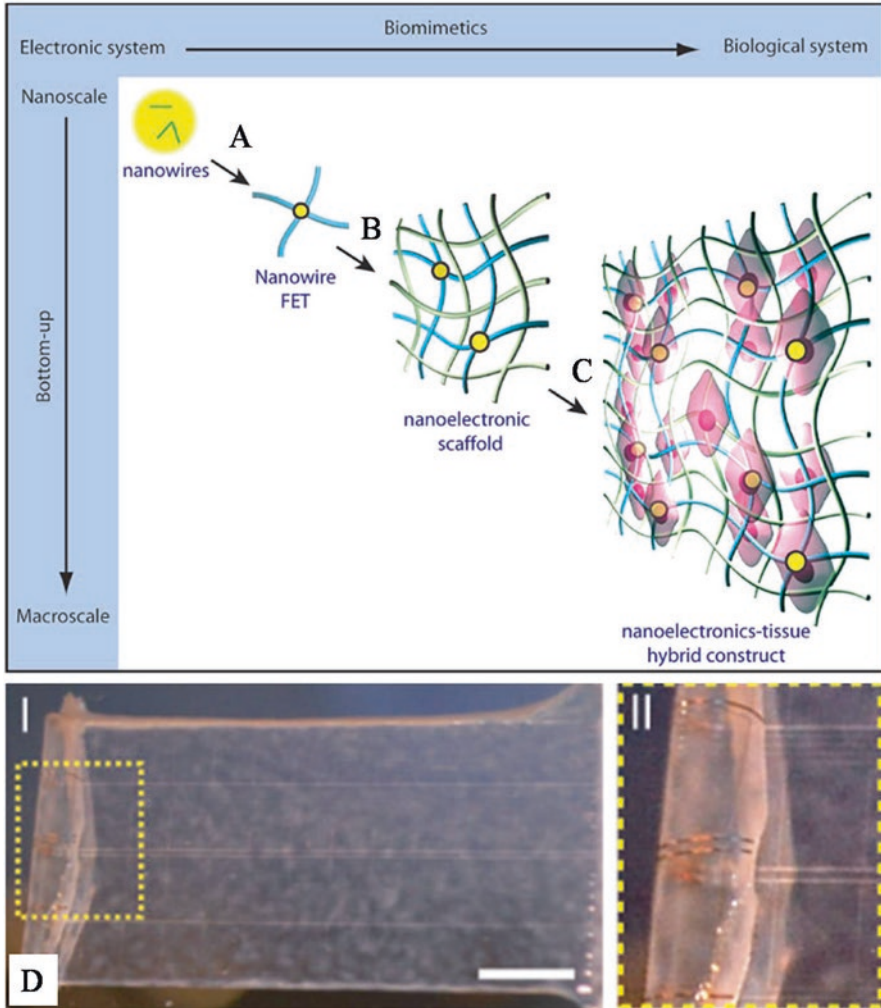 Biomimetics
Electronic system
Biological system
Nanoscale
A
nanowires
B
Nanowire
FET
Bottom-up
C
nanoelectronic
scaffold
Macroscale
nanoelectronics-tissue
hybrid construct
I
II
D